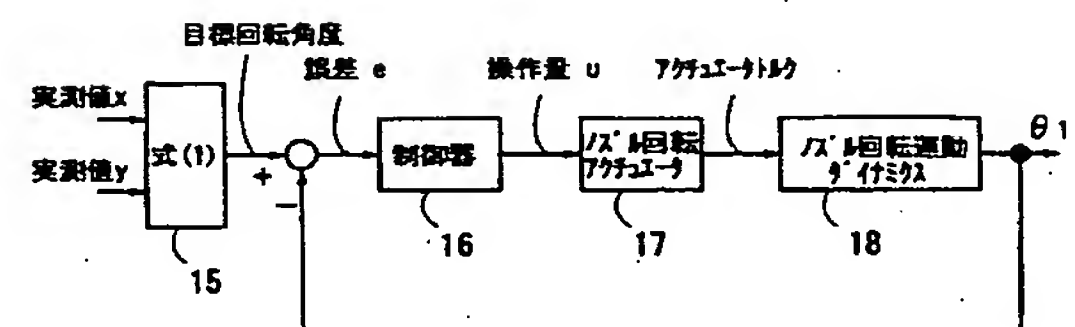 目標回転角度
誤差 e
操作量 u
アクチュエータトルク
実測値x
実測値y
式(1)
+
−
制御器
ノズル回転
アクチュエータ
ノズル回転運動
ダイナミクス
θ1
15
16
17
18